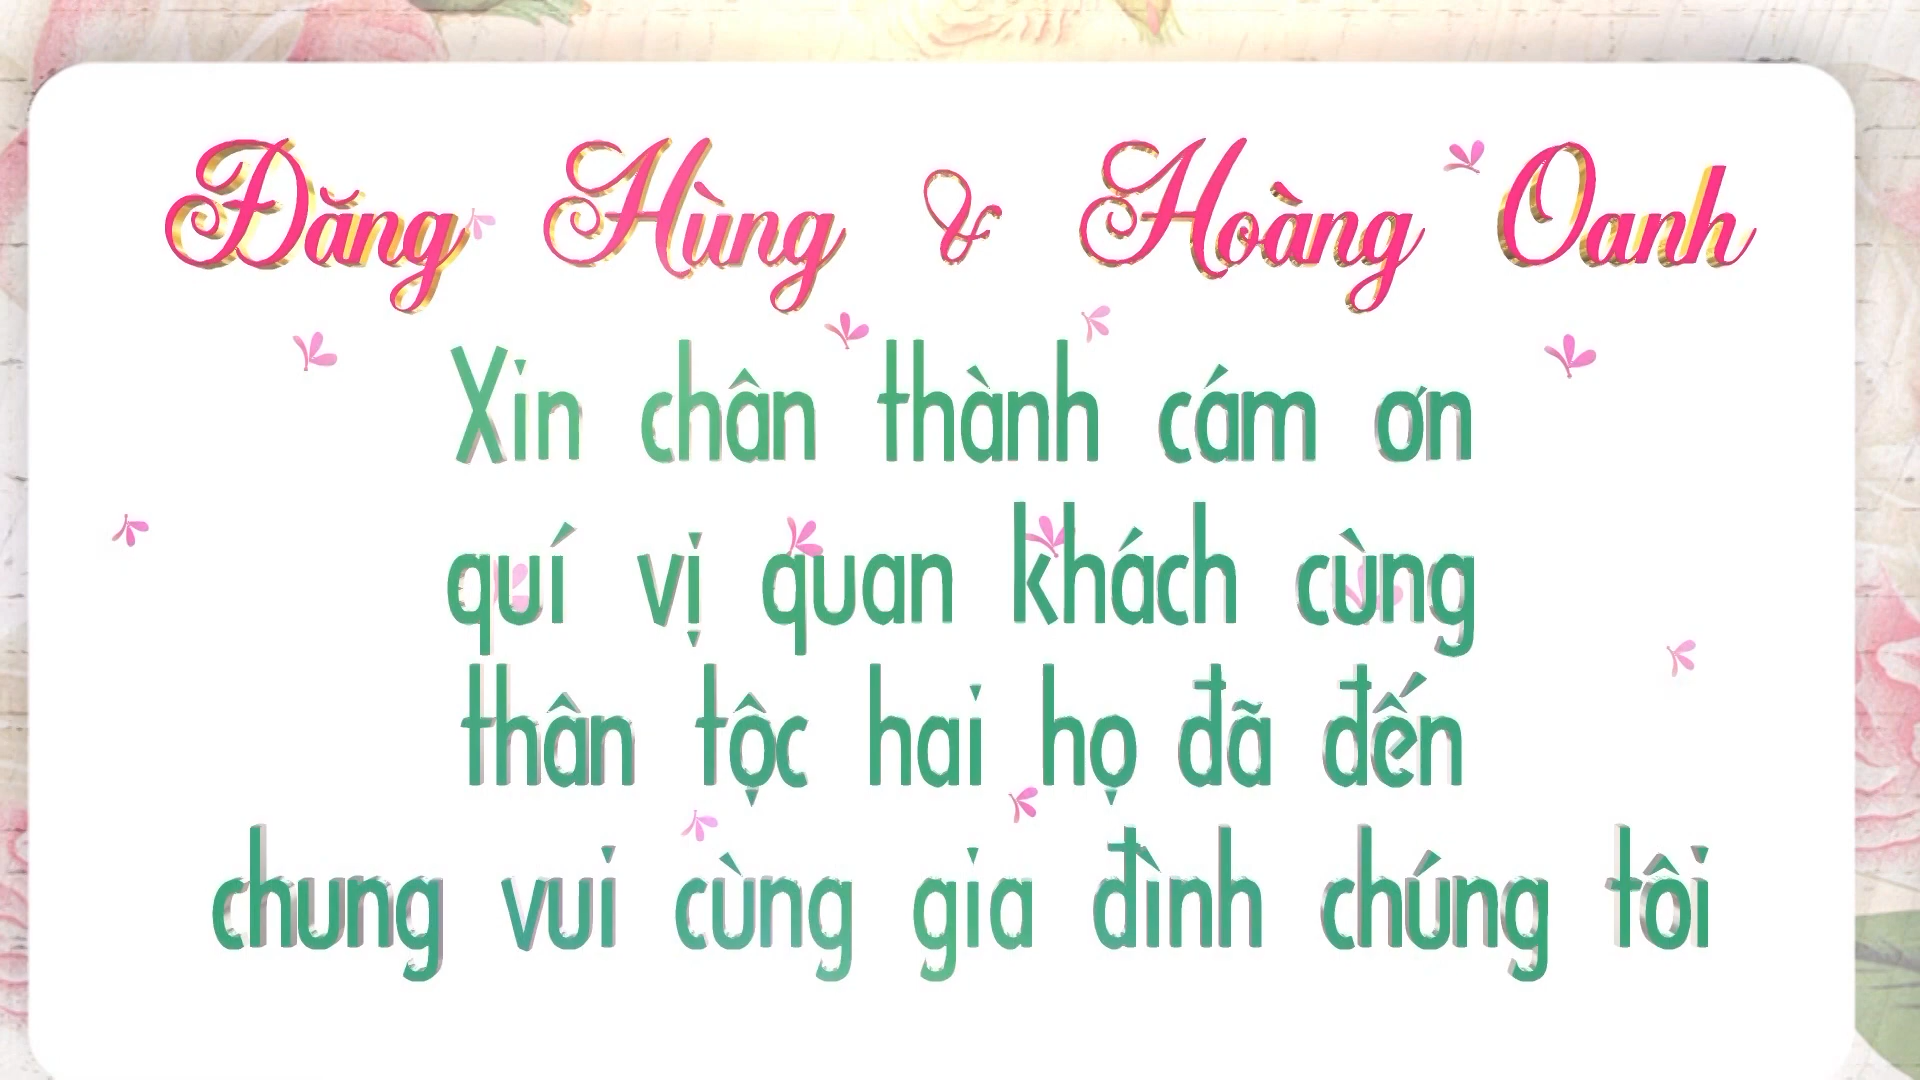 Đăng Hùng & Hoàng Oanh
Xin chân thành cám ơn
quí vị quan khách cùng
thân tộc hai họ đã đến
chung vui cùng gia đình chúng tôi